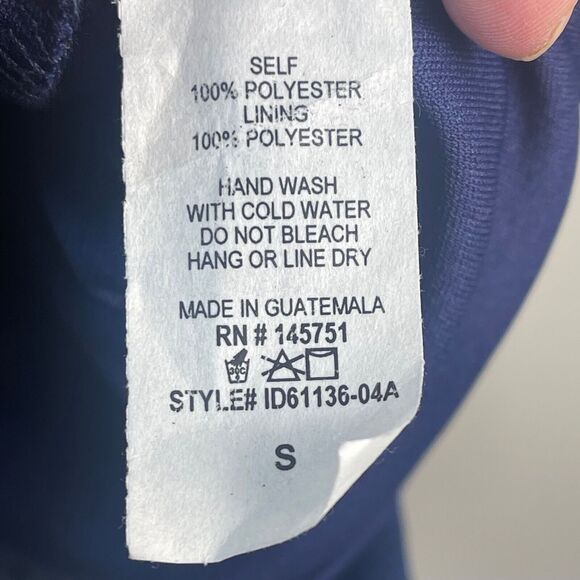 SELF
100% POLYESTER
LINING
100% POLYESTER
HAND WASH
WITH COLD WATER
DO NOT BLEACH
HANG OR LINE DRY
MADE IN GUATEMALA
RN # 145751
30C
STYLE# ID61136-04A
S